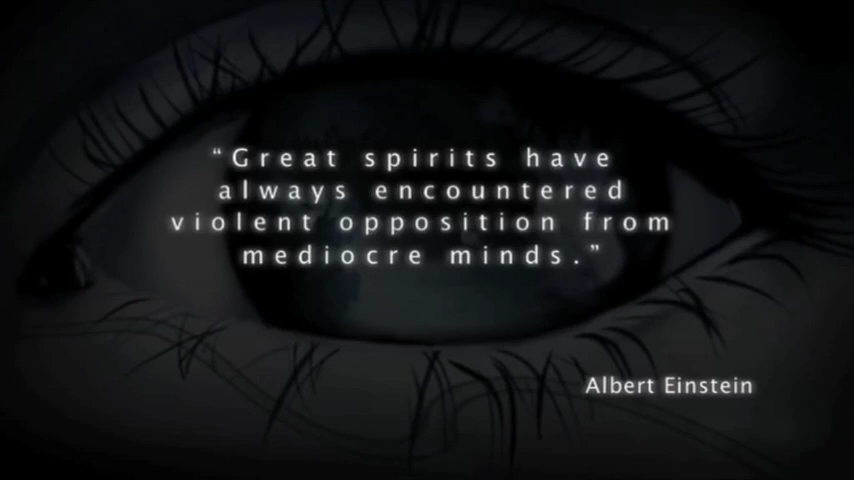 “Great spirits have
always encountered
violent opposition from
mediocre minds.”
Albert Einstein